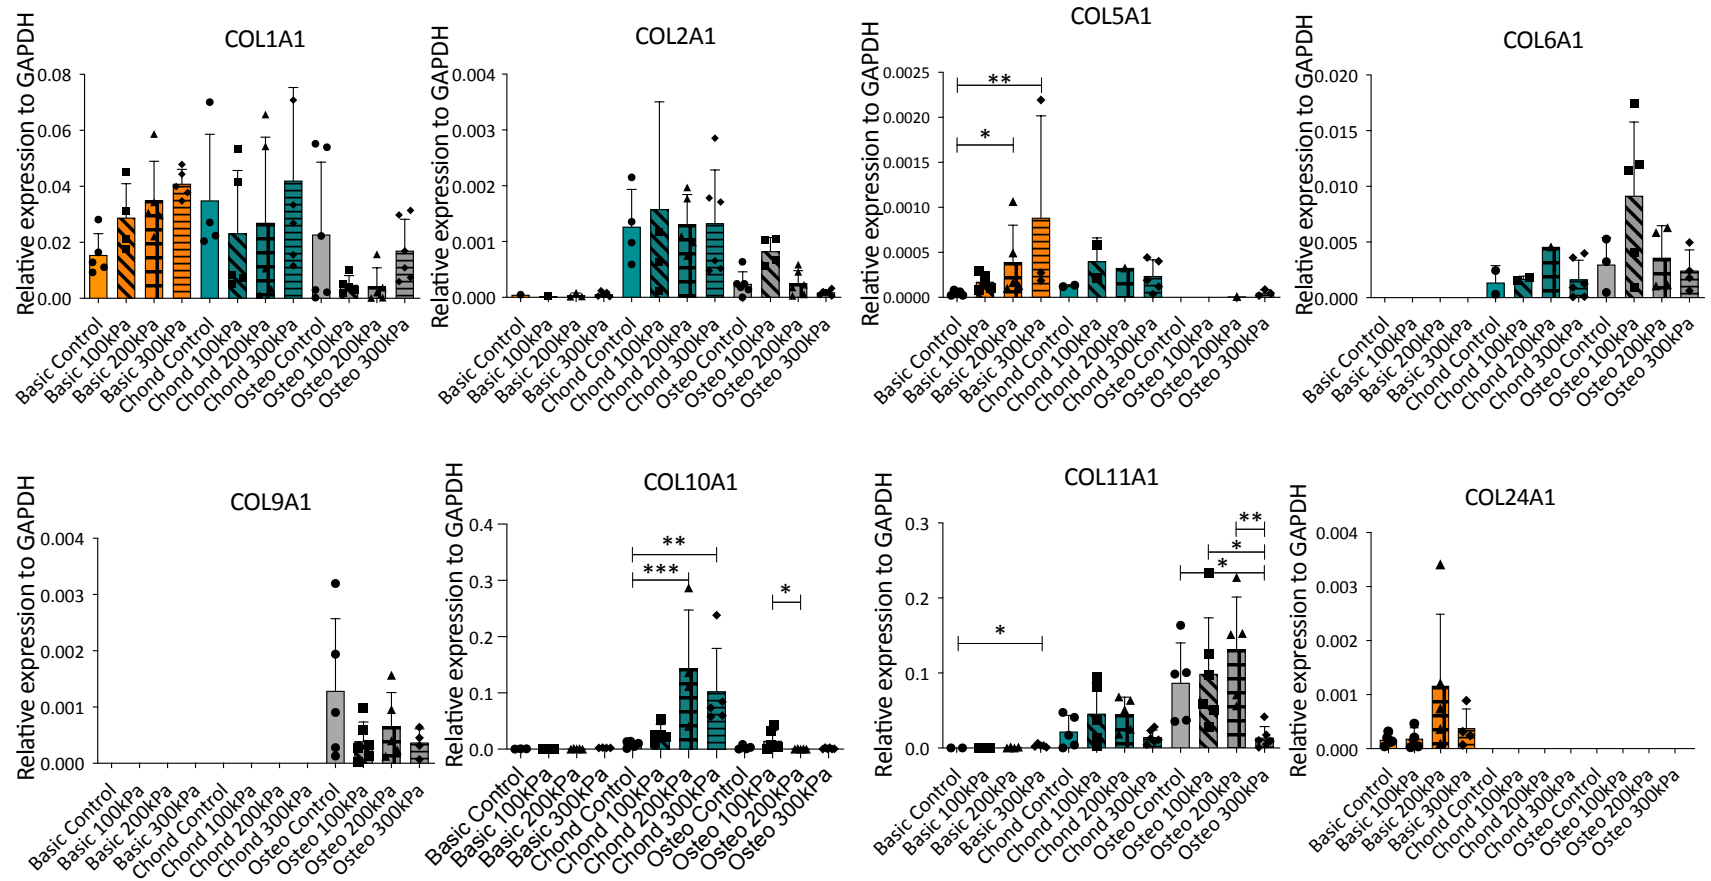 COL1A1
Relative expression to GAPDH
0.08
0.06
0.04
0.02
0.00
Basic Control
Basic 100kPa
Basic 200kPa
Basic 300kPa
Chond Control
Chond 100kPa
Chond 200kPa
Chond 300kPa
Osteo Control
Osteo 100kPa
Osteo 200kPa
Osteo 300kPa
COL2A1
Relative expression to GAPDH
0.004
0.003
0.002
0.001
0.000
Basic Control
Basic 100kPa
Basic 200kPa
Basic 300kPa
Chond Control
Chond 100kPa
Chond 200kPa
Chond 300kPa
Osteo Control
Osteo 100kPa
Osteo 200kPa
Osteo 300kPa
COL5A1
Relative expression to GAPDH
0.0025
0.0020
0.0015
0.0010
0.0005
0.0000
**
*
Basic Control
Basic 100kPa
Basic 200kPa
Basic 300kPa
Chond Control
Chond 100kPa
Chond 200kPa
Chond 300kPa
Osteo Control
Osteo 100kPa
Osteo 200kPa
Osteo 300kPa
COL6A1
Relative expression to GAPDH
0.020
0.015
0.010
0.005
0.000
Basic Control
Basic 100kPa
Basic 200kPa
Basic 300kPa
Chond Control
Chond 100kPa
Chond 200kPa
Chond 300kPa
Osteo Control
Osteo 100kPa
Osteo 200kPa
Osteo 300kPa
COL9A1
Relative expression to GAPDH
0.004
0.003
0.002
0.001
0.000
Basic Control
Basic 100kPa
Basic 200kPa
Basic 300kPa
Chond Control
Chond 100kPa
Chond 200kPa
Chond 300kPa
Osteo Control
Osteo 100kPa
Osteo 200kPa
Osteo 300kPa
COL10A1
Relative expression to GAPDH
0.4
0.3
0.2
0.1
0.0
**
***
*
Basic Control
Basic 100kPa
Basic 200kPa
Basic 300kPa
Chond Control
Chond 100kPa
Chond 200kPa
Chond 300kPa
Osteo Control
Osteo 100kPa
Osteo 200kPa
Osteo 300kPa
COL11A1
Relative expression to GAPDH
0.3
0.2
0.1
0.0
**
*
*
*
Basic Control
Basic 100kPa
Basic 200kPa
Basic 300kPa
Chond Control
Chond 100kPa
Chond 200kPa
Chond 300kPa
Osteo Control
Osteo 100kPa
Osteo 200kPa
Osteo 300kPa
COL24A1
Relative expression to GAPDH
0.004
0.003
0.002
0.001
0.000
Basic Control
Basic 100kPa
Basic 200kPa
Basic 300kPa
Chond Control
Chond 100kPa
Chond 200kPa
Chond 300kPa
Osteo Control
Osteo 100kPa
Osteo 200kPa
Osteo 300kPa